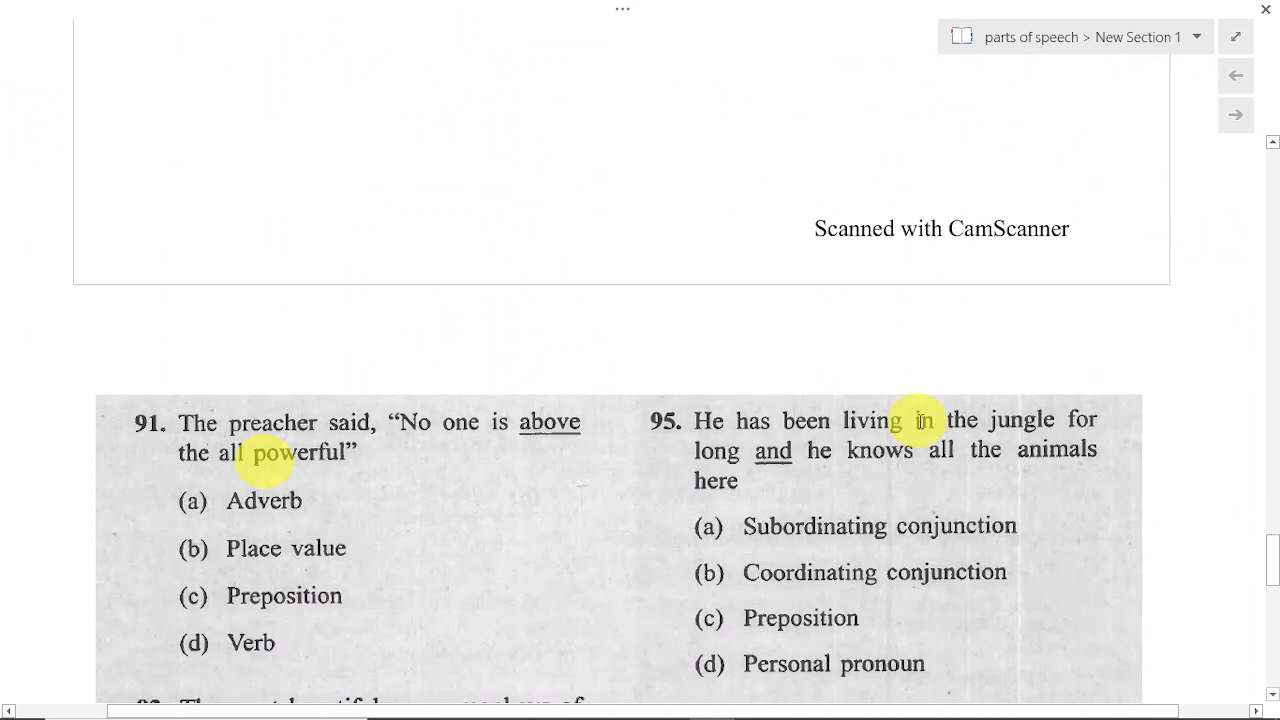 ...
parts of speech > New Section 1
Scanned with CamScanner
91. The preacher said, “No one is above
the all powerful”
(a) Adverb
(b) Place value
(c) Preposition
(d) Verb
95. He has been living in the jungle for
long and he knows all the animals
here
(a) Subordinating conjunction
(b) Coordinating conjunction
(c) Preposition
(d) Personal pronoun